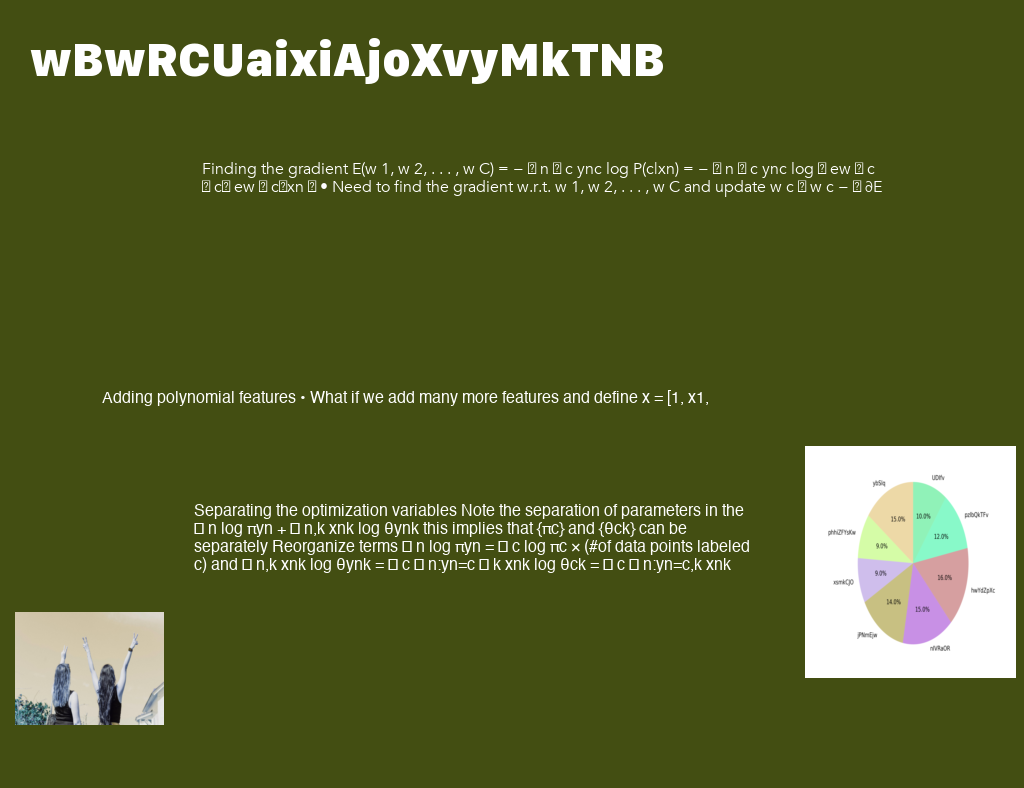 wBwRCUaixiAjoXvyMkTNB
Finding the gradient E(w 1, w 2, . . . , w C) = − � n � c ync log P(c|xn) = − � n � c ync log � ew � c
� c� ew � c�xn � • Need to find the gradient w.r.t. w 1, w 2, . . . , w C and update w c � w c − � ∂E
Adding polynomial features • What if we add many more features and define x = [1, x1,
Separating the optimization variables Note the separation of parameters in the
� n log πyn + � n,k xnk log θynk this implies that {πc} and {θck} can be
separately Reorganize terms � n log πyn = � c log πc × (#of data points labeled
c) and � n,k xnk log θynk = � c � n:yn=c � k xnk log θck = � c � n:yn=c,k xnk
ybSlq
15.0%
10.0%
pzlbQkTFv
12.0%
phhiZFYsKw
9.0%
xsmkCJO
9.0%
16.0%
hwYdZpXc
14.0%
15.0%
jPNmEjw
nlVRaOR